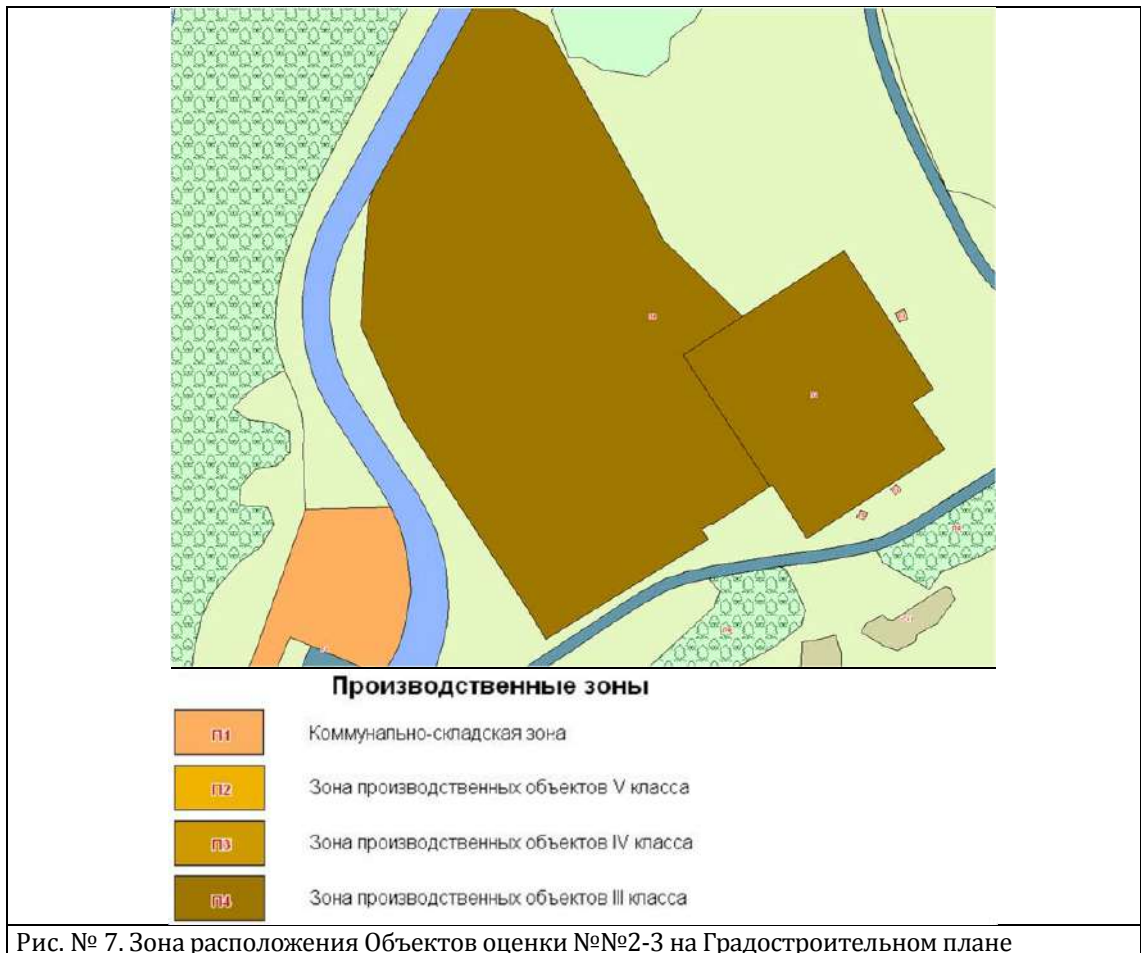 Производственные зоны
П1 Коммунально-складская зона
П2 Зона производственных объектов V класса
П3 Зона производственных объектов IV класса
П4 Зона производственных объектов III класса
Рис. № 7. Зона расположения Объектов оценки №№2-3 на Градостроительном плане